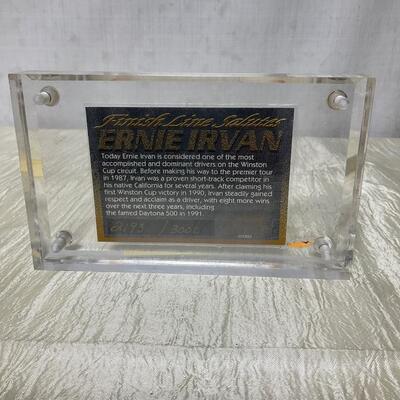 Finish Line Salutes
ERNIE IRVAN
Today Ernie Irvan is considered one of the most
accomplished and dominant drivers on the Winston
Cup circuit. Before making his way to the premier tour
in 1987, Irvan was a proven short-track competitor in
his native California for several years. After claiming his
first Winston Cup victory in 1990, Irvan steadily gained
respect and acclaim as a driver, with eight more wins
over the next three years, including
the famed Daytona 500 in 1991.